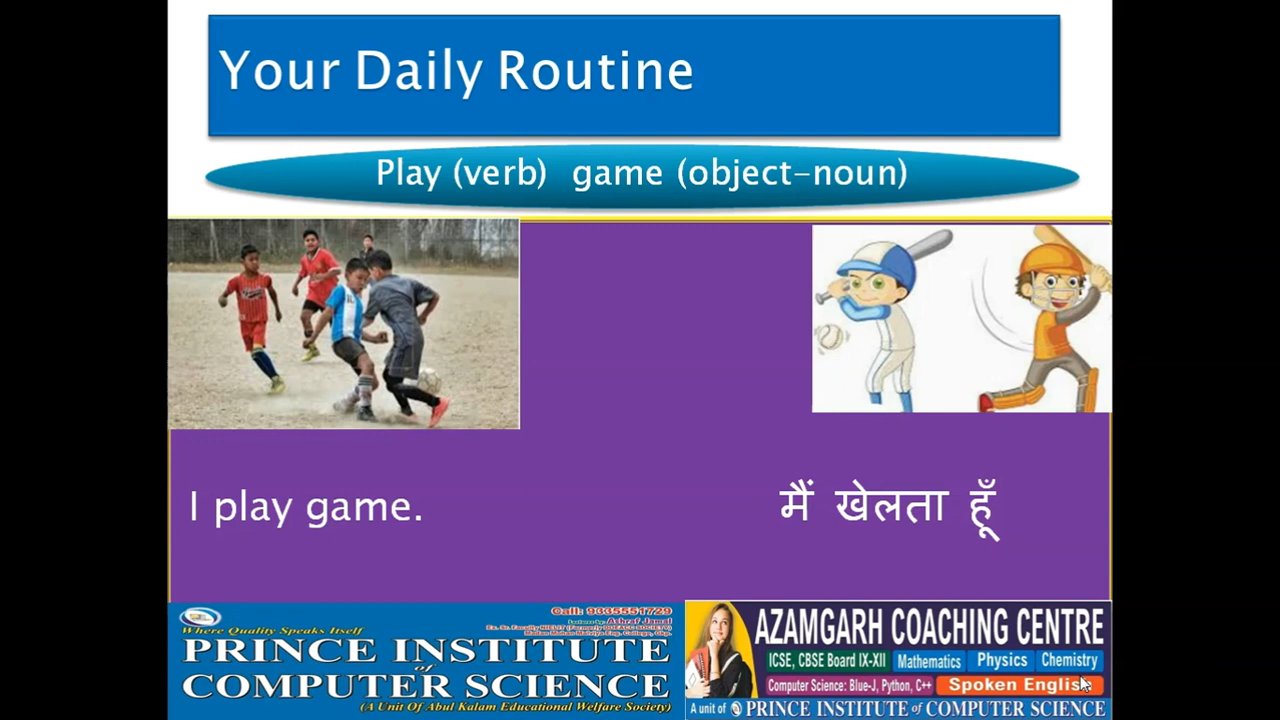 Your Daily Routine
Play (verb) game (object-noun)
I play game.
मैं खेलता हूँ
Call: 9335551729
Ashraf Jamal
Where Quality Speaks Itself
PRINCE INSTITUTE
of
COMPUTER SCIENCE
(A Unit Of Abul Kalam Educational Welfare Society)
AZAMGARH COACHING CENTRE
ICSE, CBSE Board IX-XII Mathematics Physics Chemistry
Computer Science: Blue-J, Python, C++ Spoken English
A unit of PRINCE INSTITUTE of COMPUTER SCIENCE